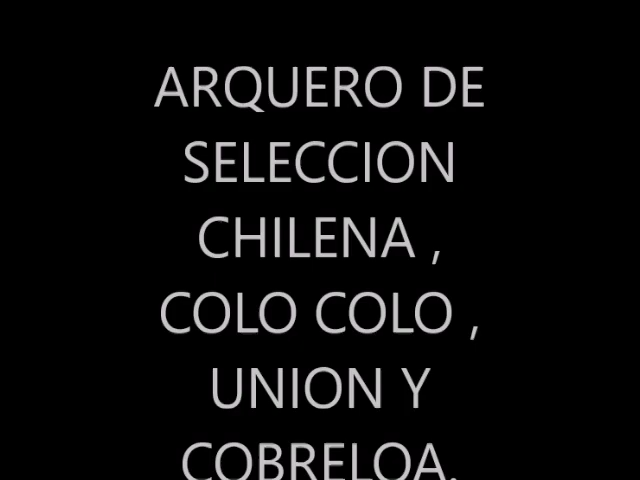 ARQUERO DE
SELECCION
CHILENA ,
COLO COLO ,
UNION Y
COBRELOA.